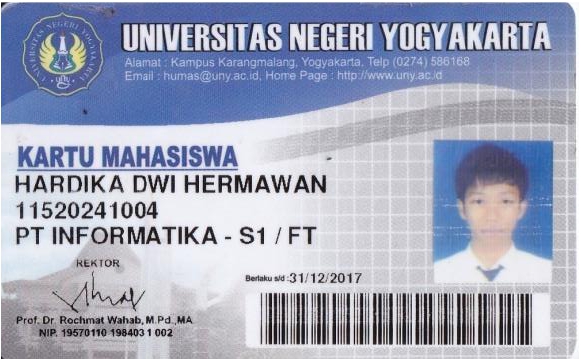 UNIVERSITAS NEGERI YOGYAKARTA
Alamat : Kampus Karangmalang, Yogyakarta, Telp (0274) 586168
Email : humas@uny.ac.id, Home Page : http://www.uny.ac.id
KARTU MAHASISWA
HARDIKA DWI HERMAWAN
11520241004
PT INFORMATIKA - S1 / FT
REKTOR
Berlaku s/d :31/12/2017
Prof. Dr. Rochmat Wahab, M.Pd.,MA
NIP. 19570110 198403 1 002